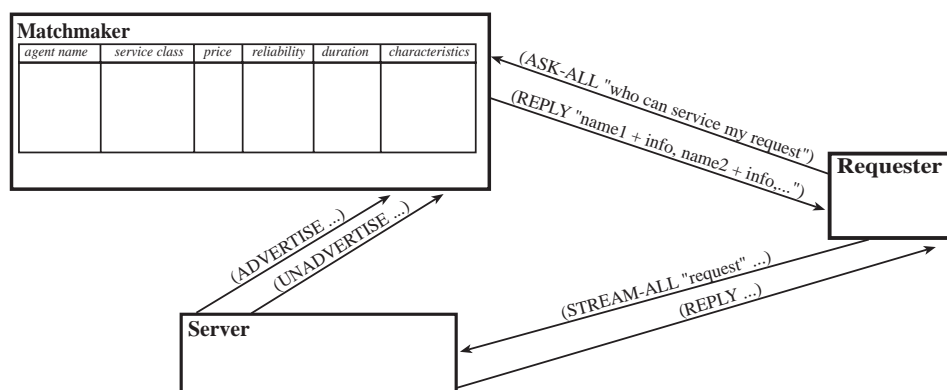 Matchmaker
agent name service class price reliability duration characteristics
(ASK-ALL "who can service my request")
(REPLY "name1 + info, name2 + info,... ")
Requester
(ADVERTISE ...)
(UNADVERTISE ...)
(STREAM-ALL "request" ...)
(REPLY ...)
Server